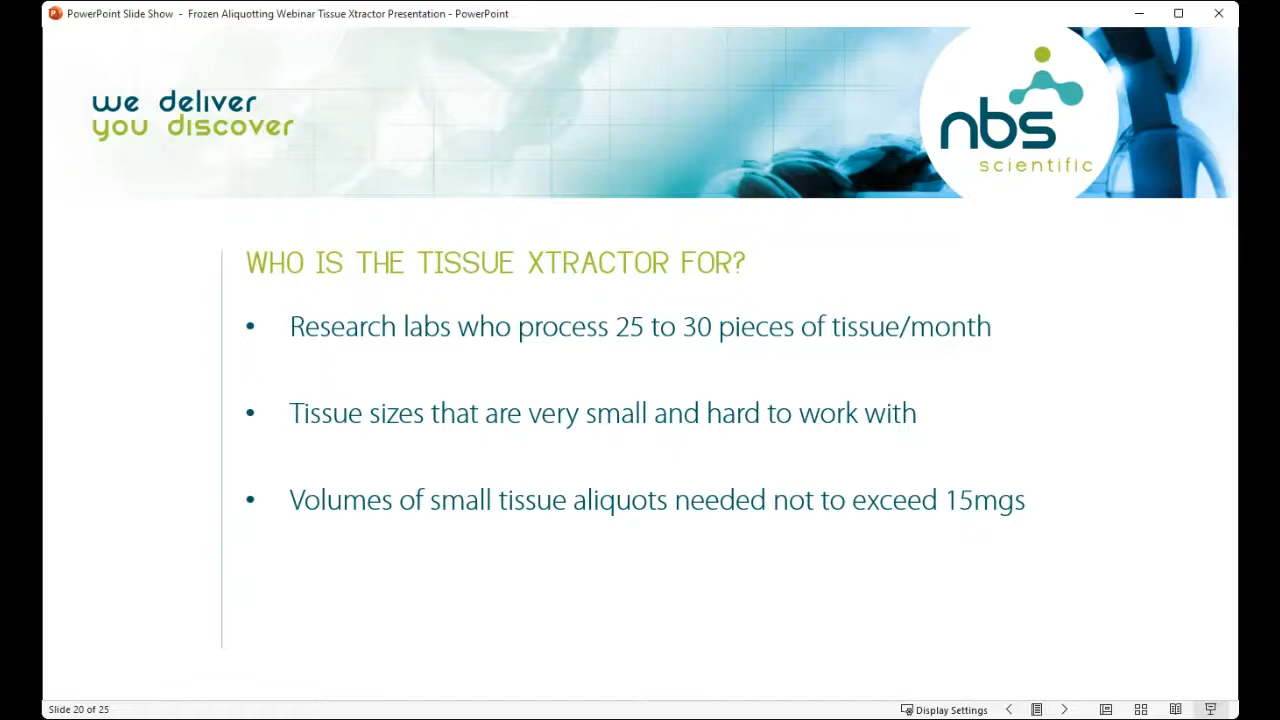 PowerPoint Slide Show - Frozen Aliquotting Webinar Tissue Xtractor Presentation - PowerPoint
we deliver
you discover
nbs
scientific
WHO IS THE TISSUE XTRACTOR FOR?
• Research labs who process 25 to 30 pieces of tissue/month
• Tissue sizes that are very small and hard to work with
• Volumes of small tissue aliquots needed not to exceed 15mgs
Slide 20 of 25
Display Settings